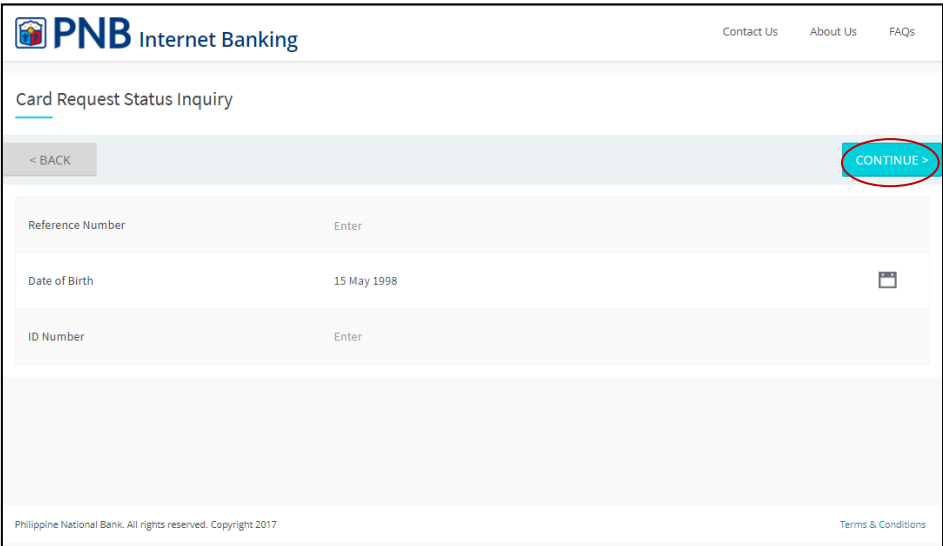 PNB Internet Banking
Contact Us About Us FAQs
Card Request Status Inquiry
< BACK CONTINUE >
Reference Number Enter
Date of Birth 15 May 1998
ID Number Enter
Philippine National Bank. All rights reserved. Copyright 2017 Terms & Conditions